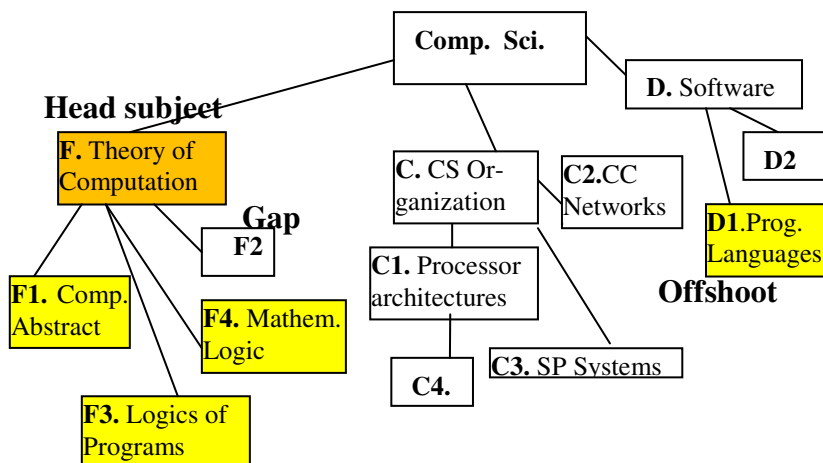 Comp. Sci.
D. Software
Head subject
F. Theory of
Computation
D2
C. CS Or-
ganization
C2.CC
Networks
Gap
F2
D1.Prog.
Languages
C1. Processor
architectures
F1. Comp.
Abstract
Offshoot
F4. Mathem.
Logic
C3. SP Systems
C4.
F3. Logics of
Programs